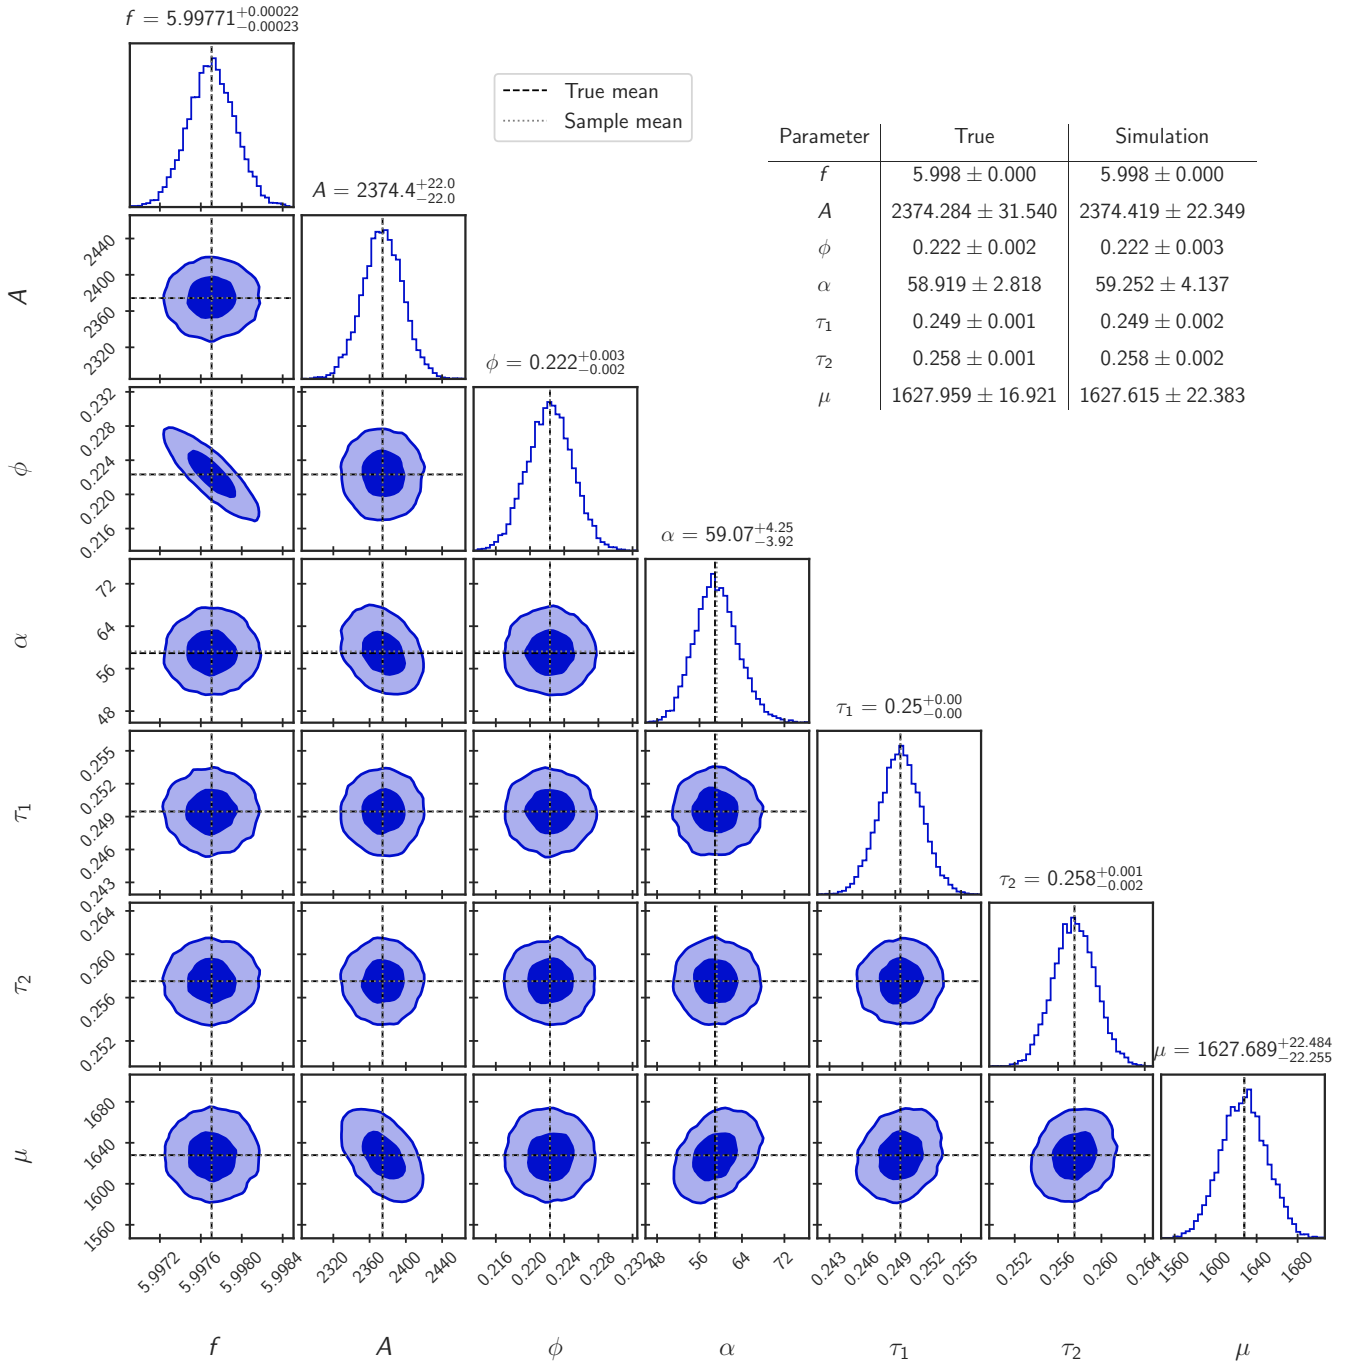 f = 5.99771+0.00022 −0.00023
True mean
Sample mean
Parameter True Simulation
f 5.998 ± 0.000 5.998 ± 0.000
A 2374.284 ± 31.540 2374.419 ± 22.349
ϕ 0.222 ± 0.002 0.222 ± 0.003
α 58.919 ± 2.818 59.252 ± 4.137
τ1 0.249 ± 0.001 0.249 ± 0.002
τ2 0.258 ± 0.001 0.258 ± 0.002
μ 1627.959 ± 16.921 1627.615 ± 22.383
A = 2374.4+22.0 −22.0
A
2440
2400
2360
2320
ϕ = 0.222+0.003 −0.002
ϕ
0.232
0.228
0.224
0.220
0.216
α = 59.07+4.25 −3.92
α
72
64
56
48
τ1 = 0.25+0.00 −0.00
τ1
0.255
0.252
0.249
0.246
0.243
τ2 = 0.258+0.001 −0.002
τ2
0.264
0.260
0.256
0.252
μ = 1627.689+22.484 −22.255
μ
1680
1640
1600
1560
5.9972 5.9976 5.9980 5.9984 2320 2360 2400 2440 0.216 0.220 0.224 0.228 0.232 48 56 64 72 0.243 0.246 0.249 0.252 0.255 0.252 0.256 0.260 0.264 1560 1600 1640 1680
f A ϕ α τ1 τ2 μ